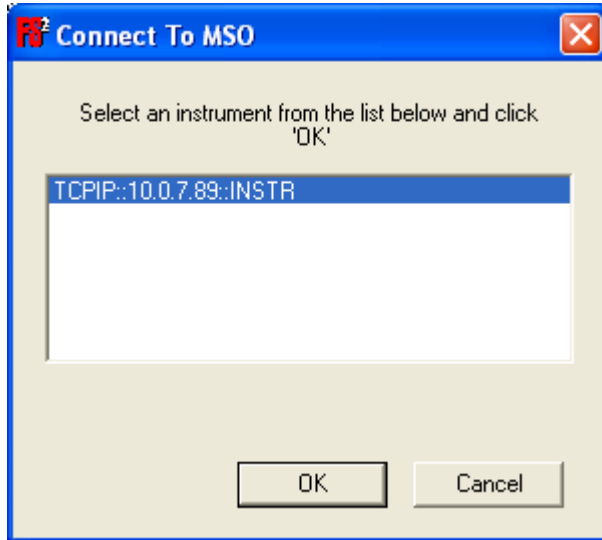 FS² Connect To MSO
Select an instrument from the list below and click
'OK'
TCPIP::10.0.7.89::INSTR
OK
Cancel